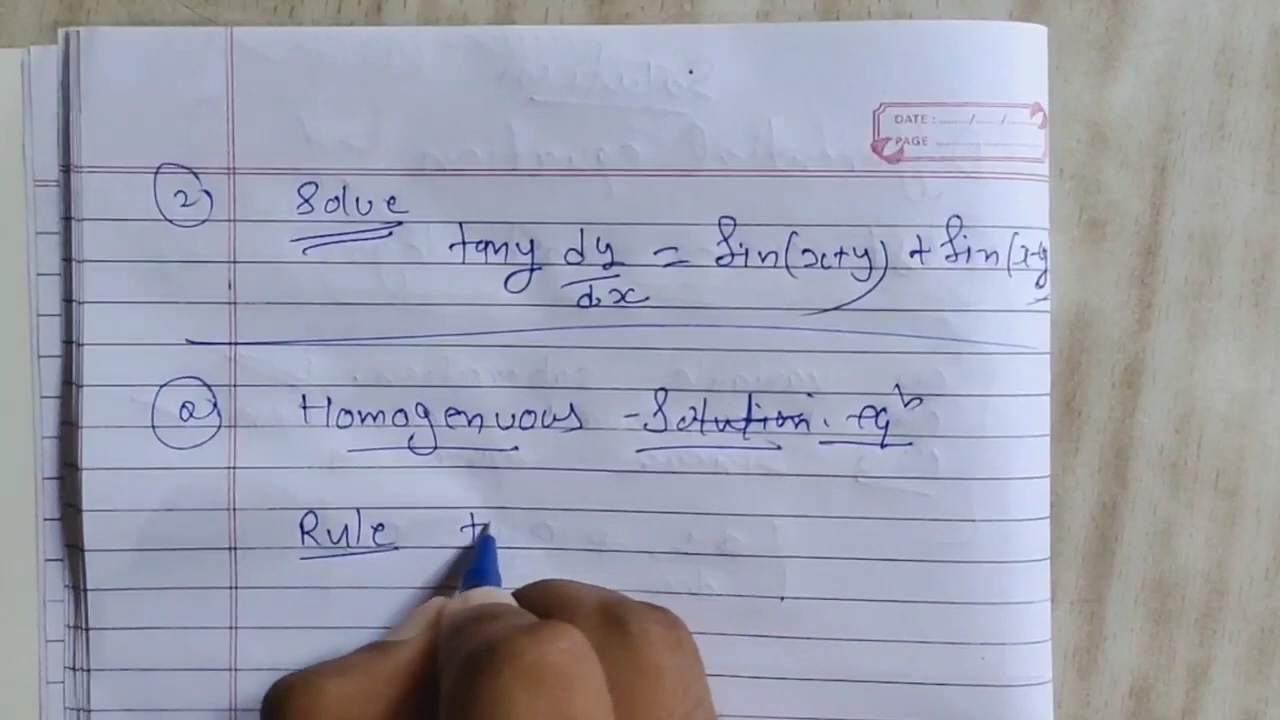 DATE : ...../...../.....
PAGE
2 Solve
tany dy/dx = Sin(x+y) + Sin(x-y
a Homogenuous - Solution. eqn
Rule t